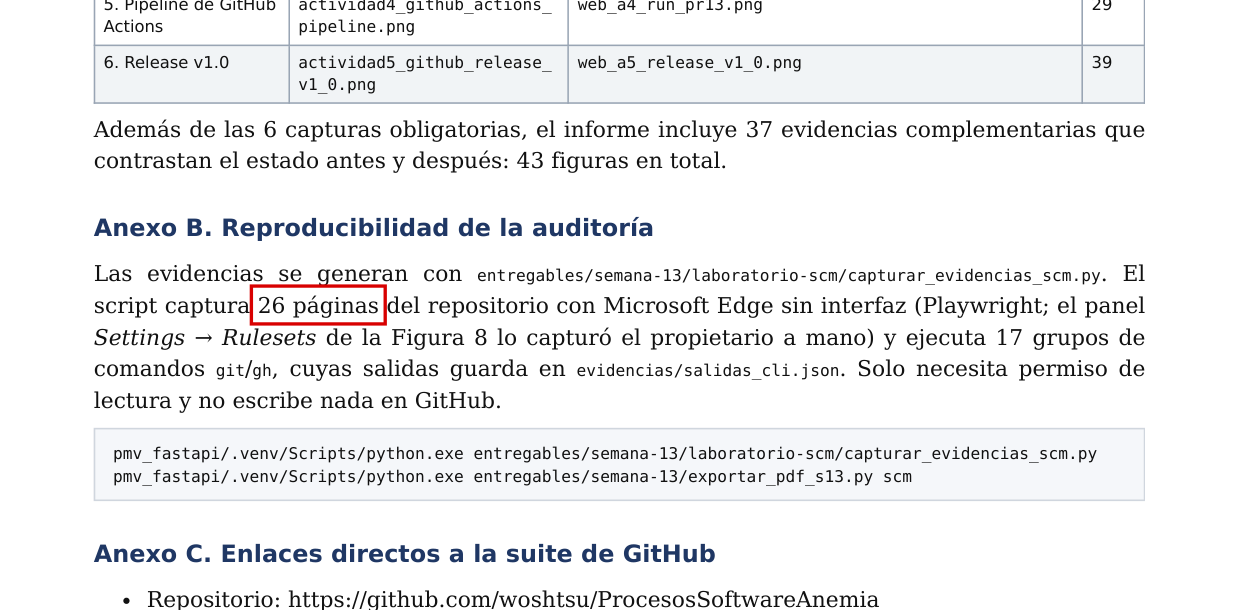 5. Pipeline de GitHub actividad4_github_actions_ web_a4_run_pr13.png 29
Actions pipeline.png
6. Release v1.0 actividad5_github_release_ web_a5_release_v1_0.png 39
v1_0.png
Además de las 6 capturas obligatorias, el informe incluye 37 evidencias complementarias que
contrastan el estado antes y después: 43 figuras en total.
Anexo B. Reproducibilidad de la auditoría
Las evidencias se generan con entregables/semana-13/laboratorio-scm/capturar_evidencias_scm.py. El
script captura 26 páginas del repositorio con Microsoft Edge sin interfaz (Playwright; el panel
Settings → Rulesets de la Figura 8 lo capturó el propietario a mano) y ejecuta 17 grupos de
comandos git/gh, cuyas salidas guarda en evidencias/salidas_cli.json. Solo necesita permiso de
lectura y no escribe nada en GitHub.
pmv_fastapi/.venv/Scripts/python.exe entregables/semana-13/laboratorio-scm/capturar_evidencias_scm.py
pmv_fastapi/.venv/Scripts/python.exe entregables/semana-13/exportar_pdf_s13.py scm
Anexo C. Enlaces directos a la suite de GitHub
• Repositorio: https://github.com/woshtsu/ProcesosSoftwareAnemia